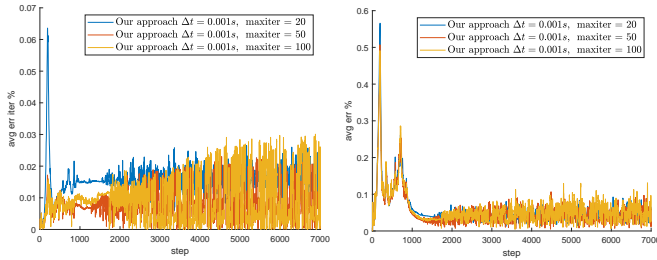 0.07
0.06
0.05
0.04
0.03
0.02
0.01
0
avg err iter %
0 1000 2000 3000 4000 5000 6000 7000
step
Our approach Δt = 0.001s, maxiter = 20
Our approach Δt = 0.001s, maxiter = 50
Our approach Δt = 0.001s, maxiter = 100
0.6
0.5
0.4
0.3
0.2
0.1
0
avg err %
0 1000 2000 3000 4000 5000 6000 7000
step
Our approach Δt = 0.001s, maxiter = 20
Our approach Δt = 0.001s, maxiter = 50
Our approach Δt = 0.001s, maxiter = 100